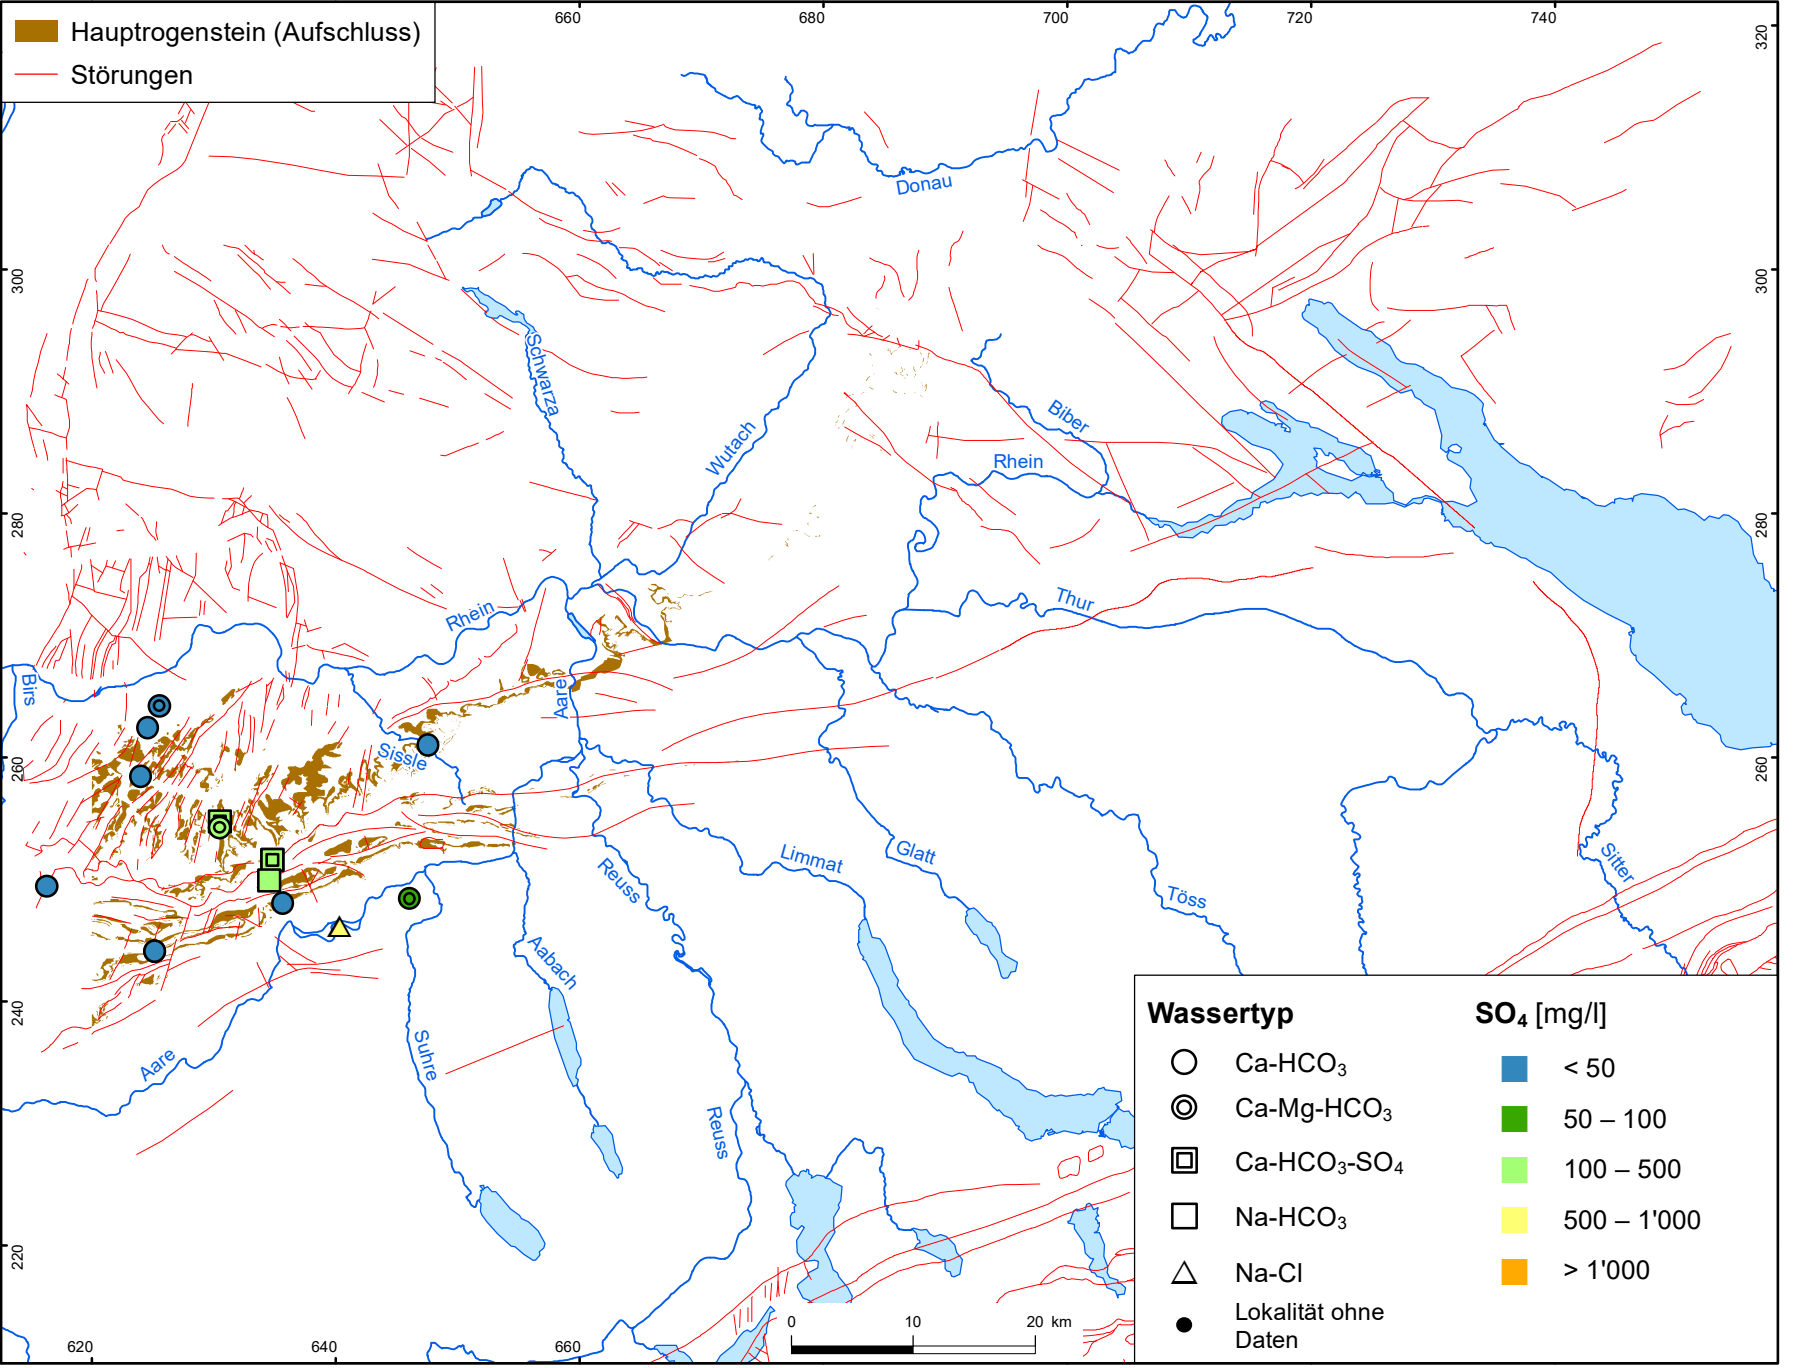 660 680 700 720 740
Hauptrogenstein (Aufschluss)
Störungen
320
Donau
300
300
Schwarza
Wutach
Biber
Rhein
280
280
Thur
Rhein
Birs
Aare
Sissle
260
260
Limmat
Glatt
Reuss
Töss
Sitter
Aabach
240
Suhre
Aare
Reuss
220
Wassertyp
Ca-HCO₃
Ca-Mg-HCO₃
Ca-HCO₃-SO₄
Na-HCO₃
Na-Cl
Lokalität ohne
Daten
SO₄ [mg/l]
< 50
50 – 100
100 – 500
500 – 1'000
> 1'000
0 10 20 km
620 640 660